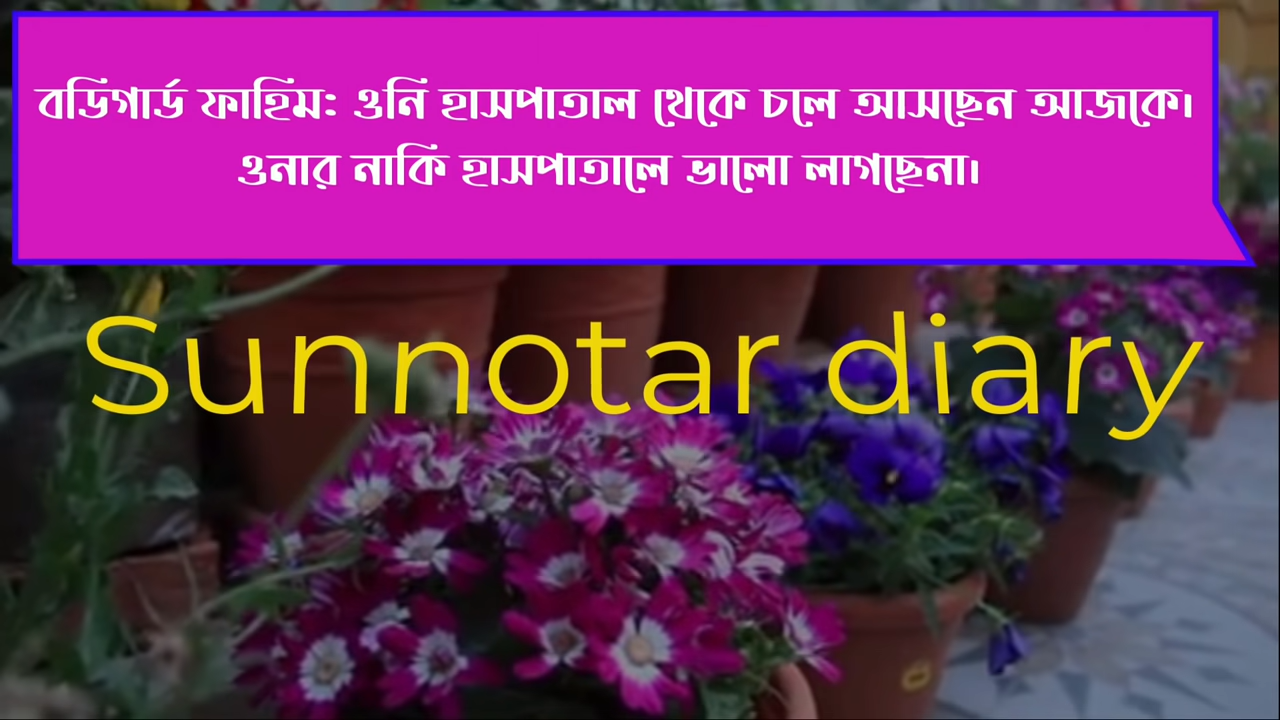 বডিগার্ড ফাহিম: ওনি হাসপাতাল থেকে চলে আসছেন আজকে।
ওনার নাকি হাসপাতালে ভালো লাগছেনা।
Sunnotar diary